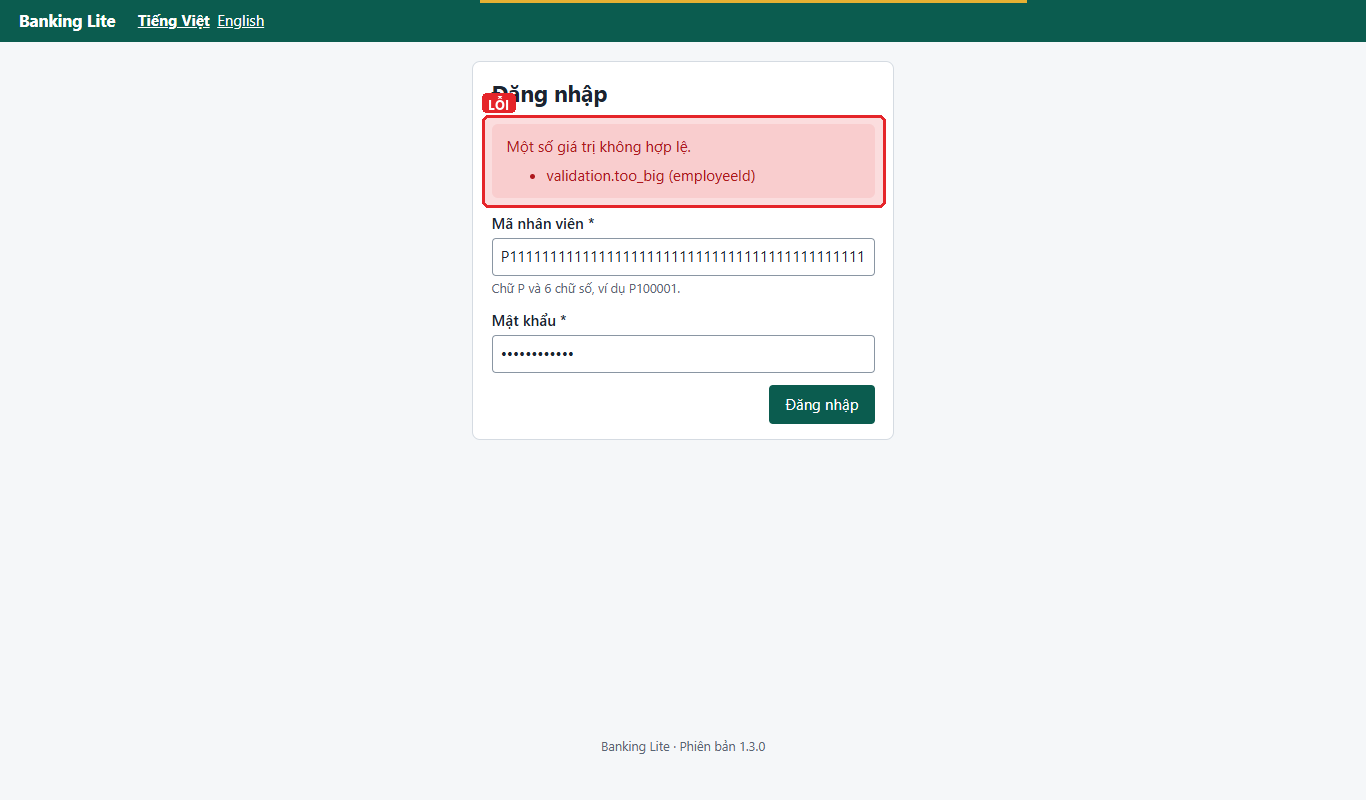 Banking Lite Tiếng Việt English
Đăng nhập
LỖI
Một số giá trị không hợp lệ.
• validation.too_big (employeeId)
Mã nhân viên *
P11111111111111111111111111111111111111111111
Chữ P và 6 chữ số, ví dụ P100001.
Mật khẩu *
••••••••••••
Đăng nhập
Banking Lite · Phiên bản 1.3.0